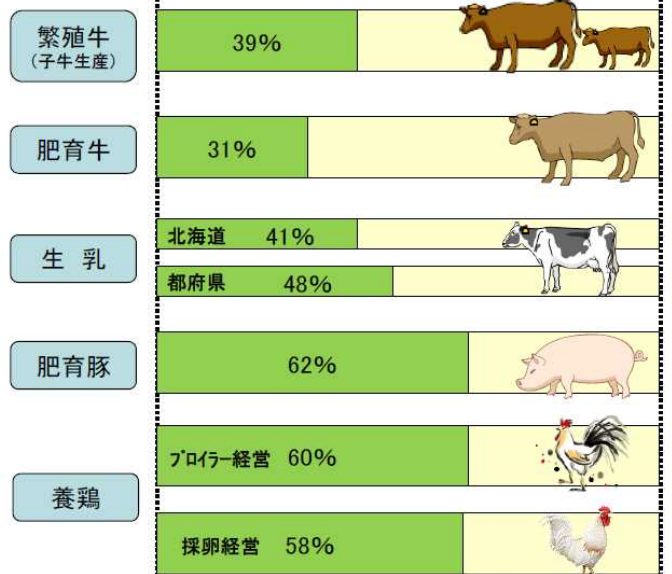 繁殖牛
(子牛生産)
39%
肥育牛
31%
生 乳
北海道 41%
都府県 48%
肥育豚
62%
養鶏
ﾌﾞﾛｲﾗｰ経営 60%
採卵経営 58%